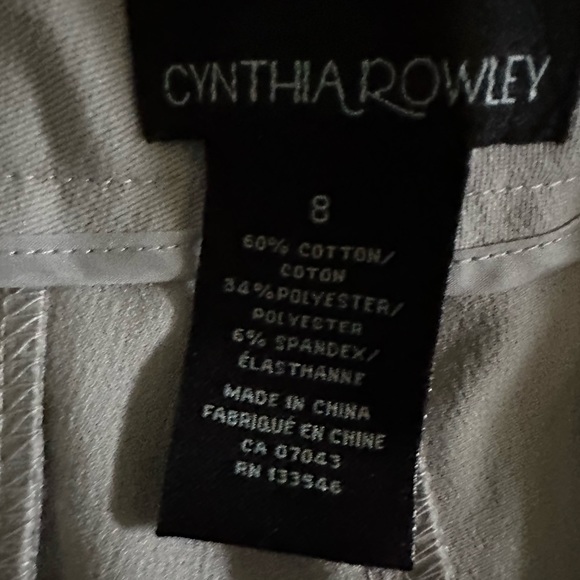 CYNTHIA ROWLEY
8
60% COTTON/
COTON
34% POLYESTER/
POLYESTER
6% SPANDEX/
ÉLASTHANNE
MADE IN CHINA
FABRIQUÉ EN CHINE
CA 07043
RN 133546